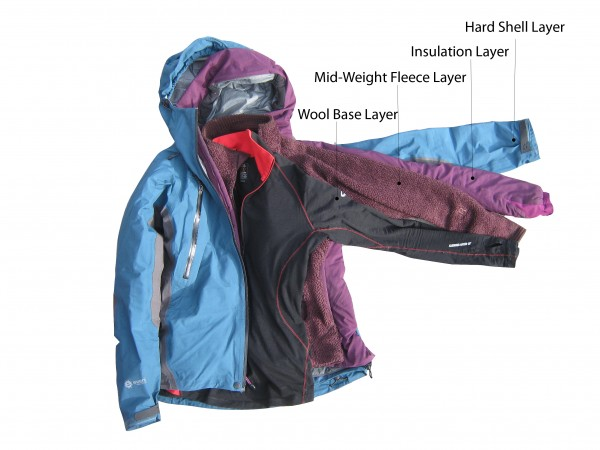 Hard Shell Layer
Insulation Layer
Mid-Weight Fleece Layer
Wool Base Layer